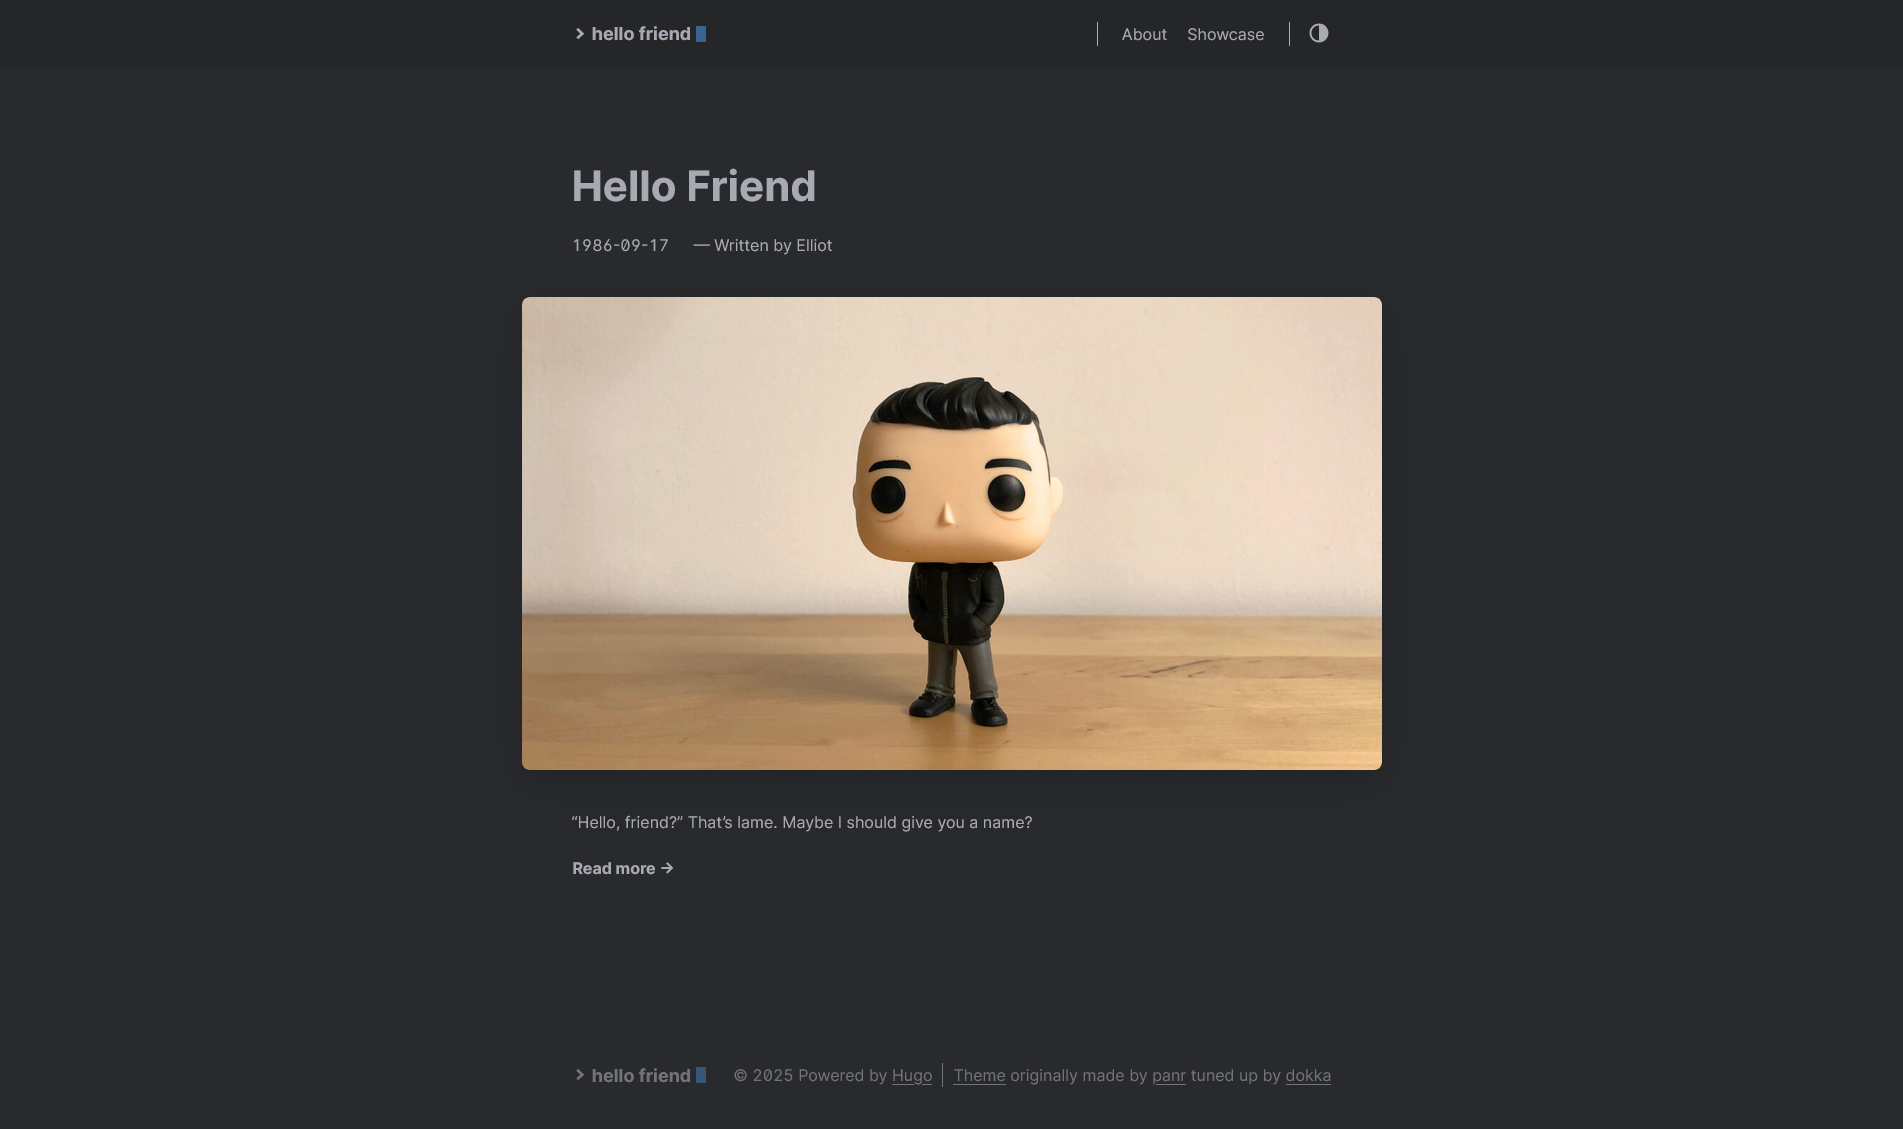 hello friend
About Showcase
Hello Friend
1986-09-17 — Written by Elliot
“Hello, friend?” That’s lame. Maybe I should give you a name?
Read more →
hello friend © 2025 Powered by Hugo Theme originally made by panr tuned up by dokka